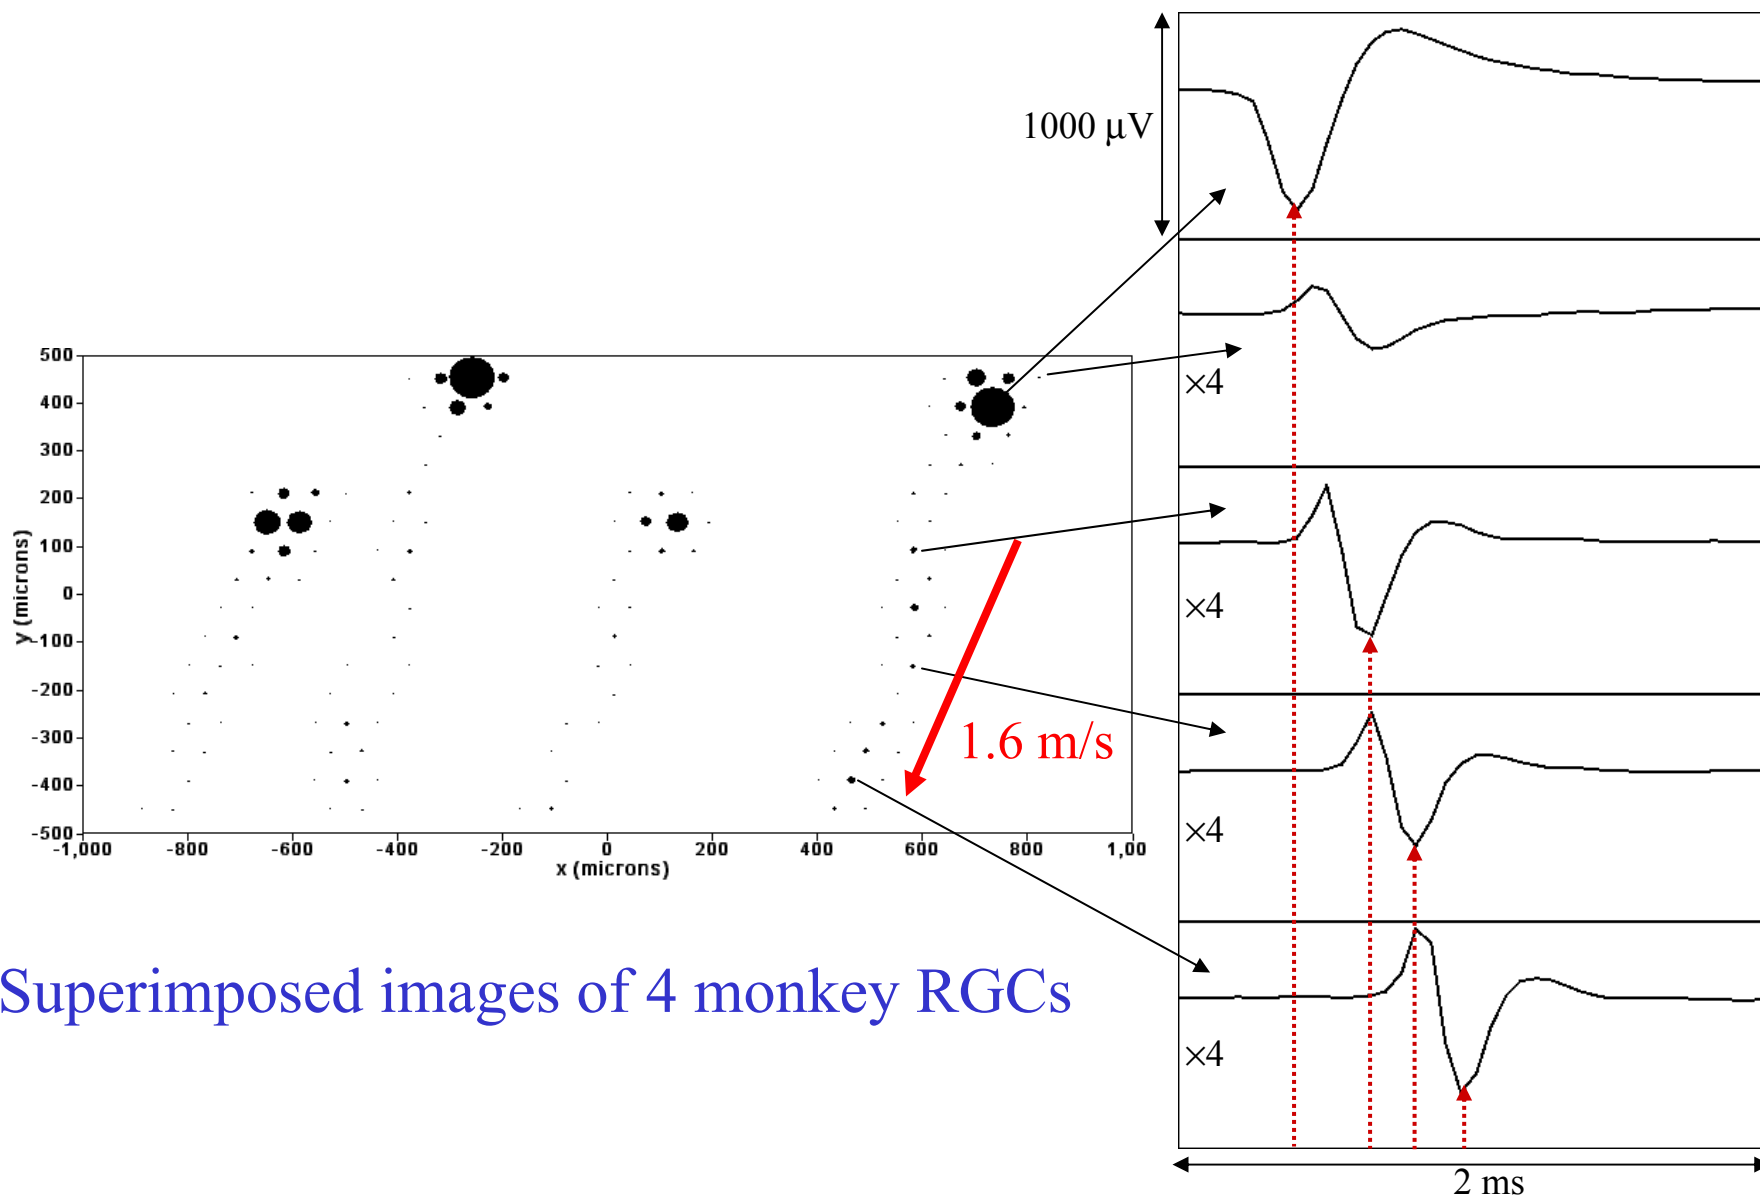 1000 μV
×4
×4
×4
×4
500
400
300
200
100
0
-100
-200
-300
-400
-500
y (microns)
-1,000 -800 -600 -400 -200 0 200 400 600 800 1,00
x (microns)
1.6 m/s
Superimposed images of 4 monkey RGCs
2 ms